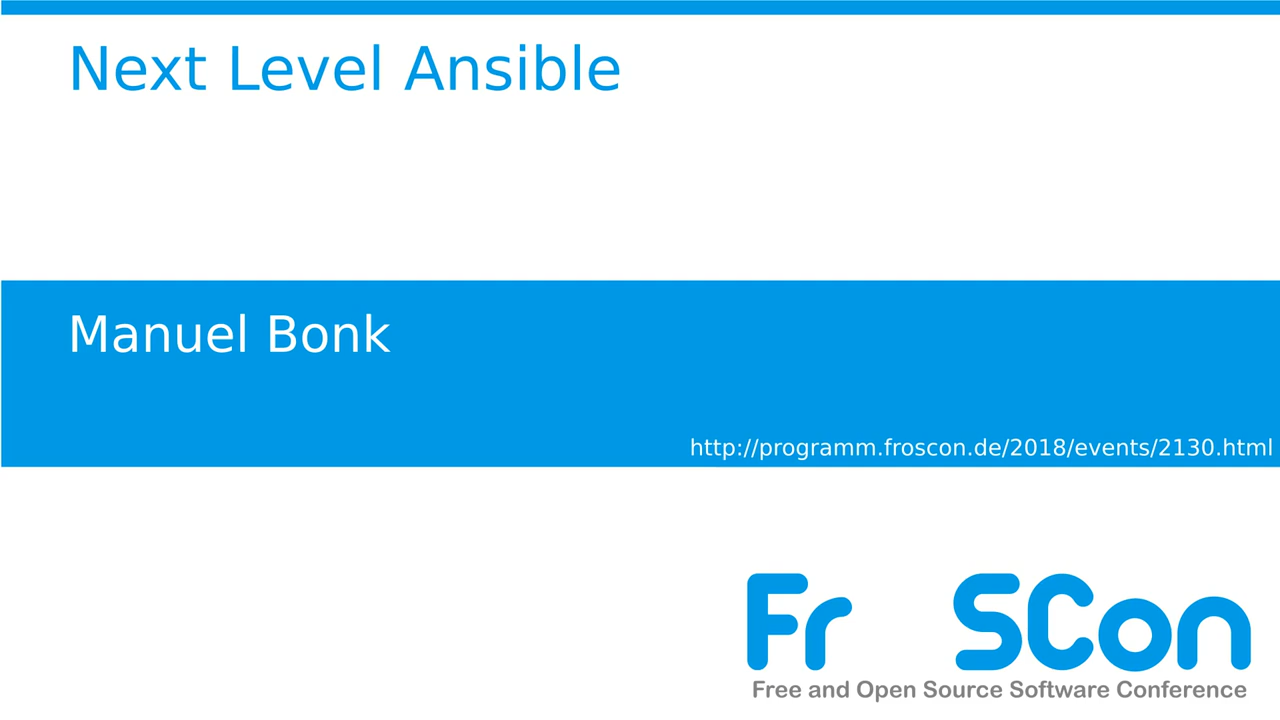 Next Level Ansible
Manuel Bonk
http://programm.froscon.de/2018/events/2130.html
Fr SCon
Free and Open Source Software Conference